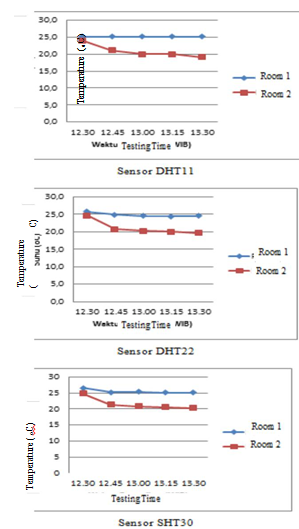 30,0
25,0
20,0
15,0
10,0
5,0
0,0
Temperature (
Room 1
Room 2
12.30 12.45 13.00 13.15 13.30
Waktu TestingTime WIB)
Sensor DHT11
30,0
25,0
20,0
15,0
10,0
5,0
0,0
Temperature
( C)
Room 1
Room 2
12.30 12.45 13.00 13.15 13.30
Waktu TestingTime WIB)
Sensor DHT22
30
25
20
15
10
5
0
Temperature (
Room 1
Room 2
12.30 12.45 13.00 13.15 13.30
TestingTime
Sensor SHT30